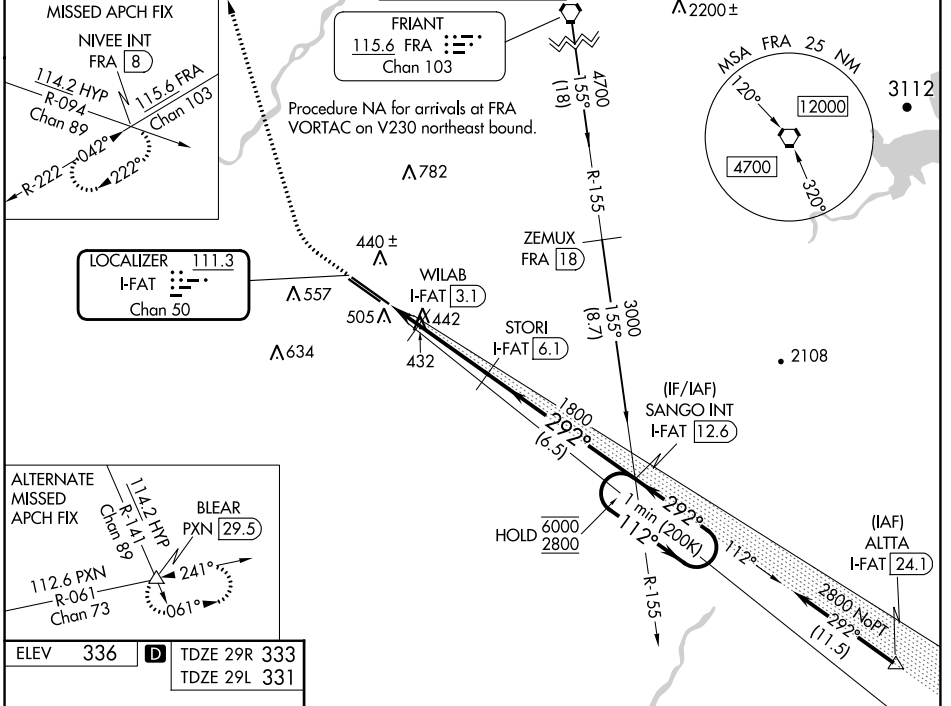 MISSED APCH FIX
NIVEE INT
FRA 8
114.2 HYP
R-094
Chan 89
115.6 FRA
Chan 103
R-222
042°
222°
FRIANT
115.6 FRA
Chan 103
Procedure NA for arrivals at FRA
VORTAC on V230 northeast bound.
4700
155°
(18)
R-155
2200 ±
MSA FRA 25 NM
120°
12000
4700
320°
3112
782
ZEMUX
FRA 18
3000
155°
(8.7)
LOCALIZER 111.3
I-FAT
Chan 50
440 ±
557
505
WILAB
I-FAT 3.1
442
432
634
STORI
I-FAT 6.1
2108
1800
292°
(6.5)
(IF/IAF)
SANGO INT
I-FAT 12.6
HOLD 6000
2800
1 min (200K)
292°
112°
112°
R-155
(IAF)
ALTTA
I-FAT 24.1
2800 NoPT
292°
(11.5)
ALTERNATE
MISSED
APCH FIX
114.2 HYP
R-141
Chan 89
BLEAR
PXN 29.5
112.6 PXN
R-061
Chan 73
241°
061°
ELEV 336
D
TDZE 29R 333
TDZE 29L 331